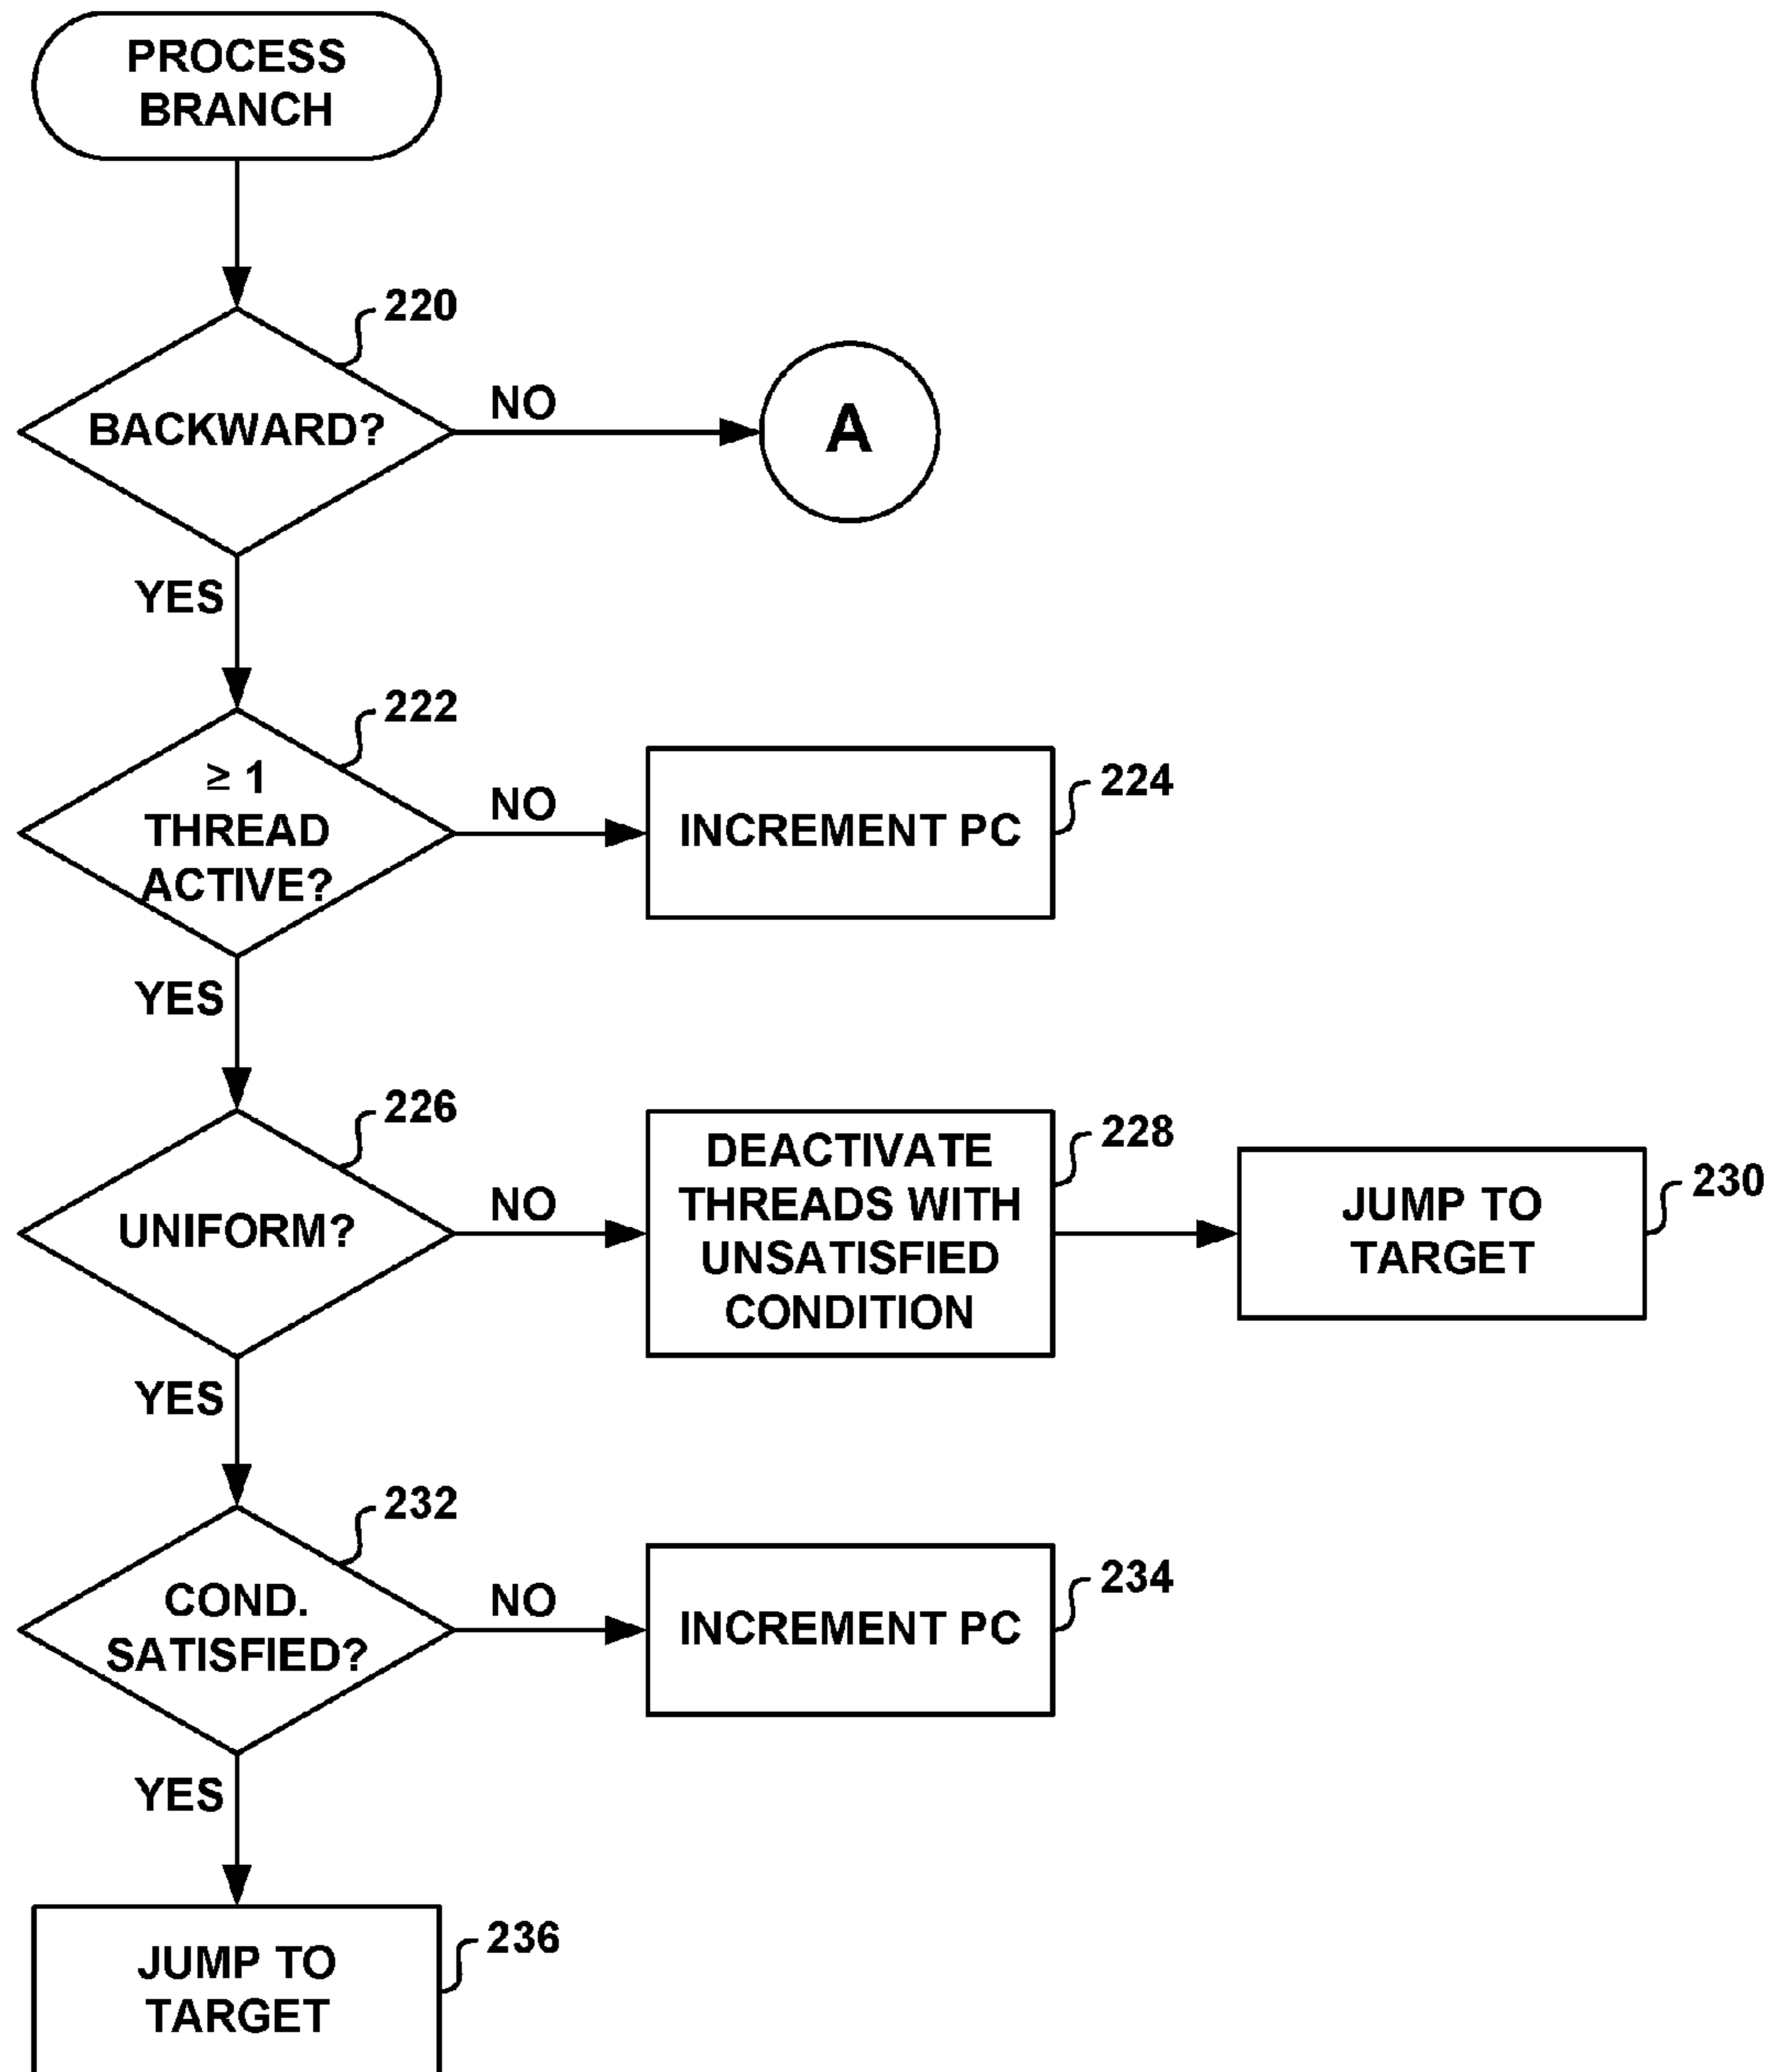 PROCESS
BRANCH
220
BACKWARD?
NO
A
YES
222
≥ 1
THREAD
ACTIVE?
NO
INCREMENT PC
224
YES
226
UNIFORM?
NO
DEACTIVATE
THREADS WITH
UNSATISFIED
CONDITION
228
JUMP TO
TARGET
230
YES
232
COND.
SATISFIED?
NO
INCREMENT PC
234
YES
JUMP TO
TARGET
236